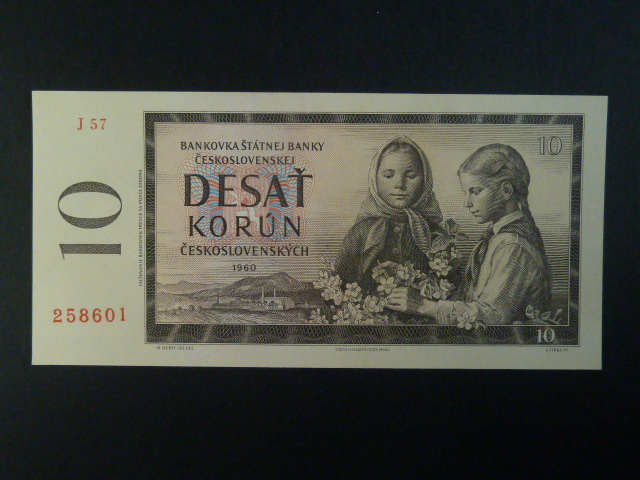 J 57
10
258601
BANKOVKA ŠTÁTNEJ BANKY
ČESKOSLOVENSKEJ
DESAŤ
KORÚN
ČESKOSLOVENSKÝCH
1960
10
10